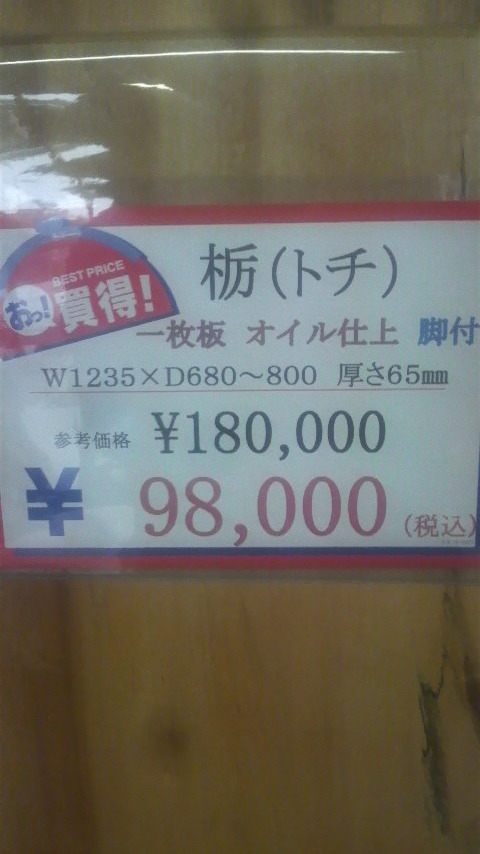 BEST PRICE
おっ!買得!
栃(トチ)
一枚板 オイル仕上 脚付
W1235×D680～800 厚さ65㎜
参考価格 ¥180,000
¥ 98,000(税込)